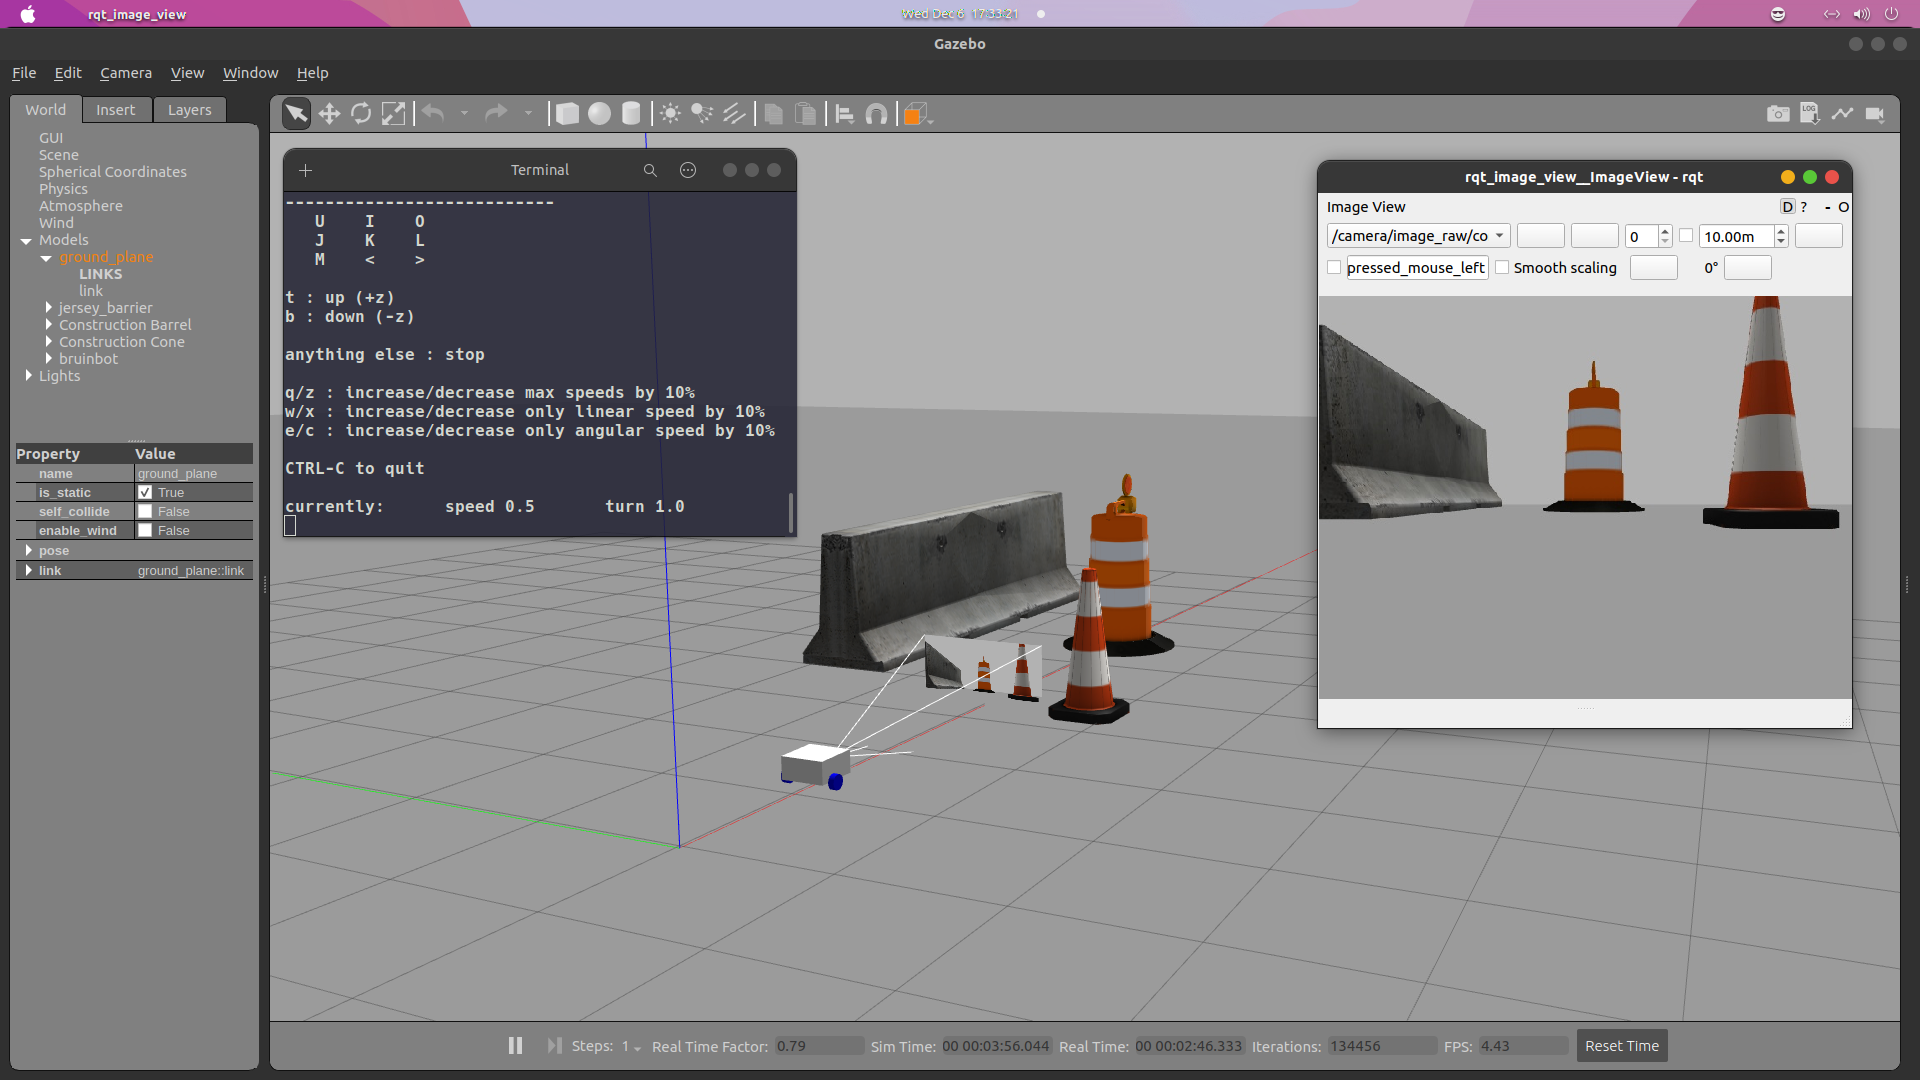 rqt_image_view
Wed Dec 6 17:33:21
Gazebo
File Edit Camera View Window Help
World Insert Layers
GUI
Scene
Spherical Coordinates
Physics
Atmosphere
Wind
Models
ground_plane
LINKS
link
jersey_barrier
Construction Barrel
Construction Cone
bruinbot
Lights
Property Value
name ground_plane
is_static True
self_collide False
enable_wind False
pose
link ground_plane::link
LOG
Terminal
---------------------------
U I O
J K L
M < >
t : up (+z)
b : down (-z)
anything else : stop
q/z : increase/decrease max speeds by 10%
w/x : increase/decrease only linear speed by 10%
e/c : increase/decrease only angular speed by 10%
CTRL-C to quit
currently: speed 0.5 turn 1.0
rqt_image_view__ImageView - rqt
Image View D ? - O
/camera/image_raw/co 0 10.00m
pressed_mouse_left Smooth scaling 0°
Steps: 1 Real Time Factor: 0.79 Sim Time: 00 00:03:56.044 Real Time: 00 00:02:46.333 Iterations: 134456 FPS: 4.43 Reset Time